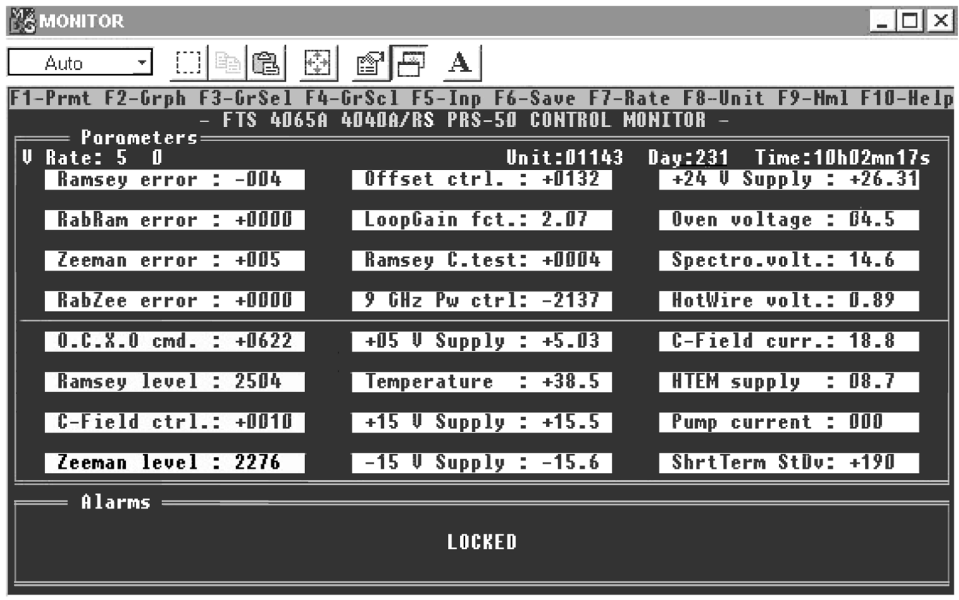 MONITOR
Auto
A
F1-Prmt F2-Grph F3-GrSel F4-GrScl F5-Inp F6-Save F7-Rate F8-Unit F9-Nml F10-Help
- FTS 4065A 4040A/RS PRS-50 CONTROL MONITOR -
Parameters
V Rate: 5 0 Unit:01143 Day:231 Time:10h02mn17s
Ramsey error : -004 Offset ctrl. : +0132 +24 V Supply : +26.31
RabRam error : +0000 LoopGain fct.: 2.07 Oven voltage : 04.5
Zeeman error : +005 Ramsey C.test: +0004 Spectro.volt.: 14.6
RabZee error : +0000 9 GHz Pw ctrl: -2137 HotWire volt.: 0.89
O.C.X.O cmd. : +0622 +05 V Supply : +5.03 C-Field curr.: 18.8
Ramsey level : 2504 Temperature : +38.5 HTEM supply : 08.7
C-Field ctrl.: +0010 +15 V Supply : +15.5 Pump current : 000
Zeeman level : 2276 -15 V Supply : -15.6 ShrtTerm StDv: +190
Alarms
LOCKED